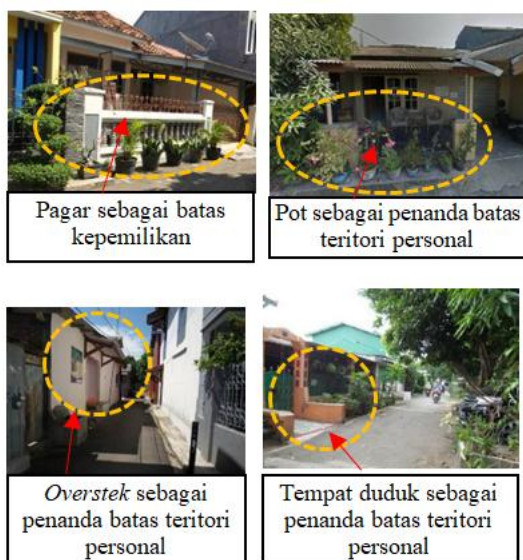 Pagar sebagai batas
kepemilikan
Pot sebagai penanda batas
teritori personal
Overstek sebagai
penanda batas teritori
personal
Tempat duduk sebagai
penanda batas teritori
personal